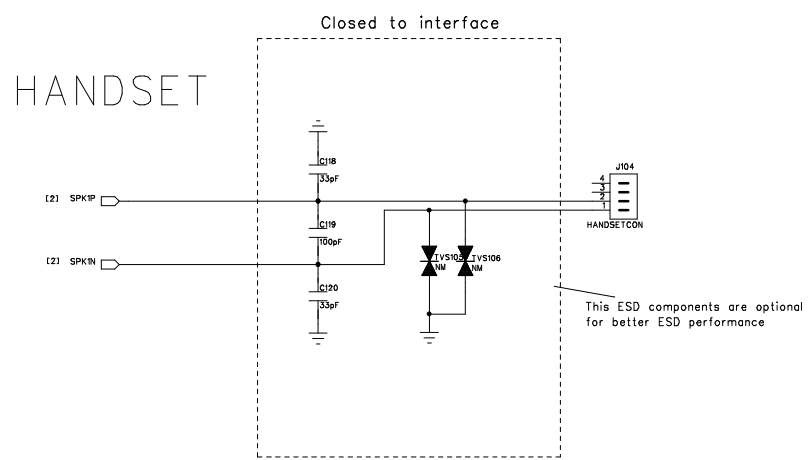 Closed to interface
HANDSET
C118
33pF
J104
4
3
2
1
HANDSETCON
[2] SPK1P
C119
100pF
[2] SPK1N
TVS105
NM
TVS106
NM
C120
33pF
This ESD components are optional
for better ESD performance